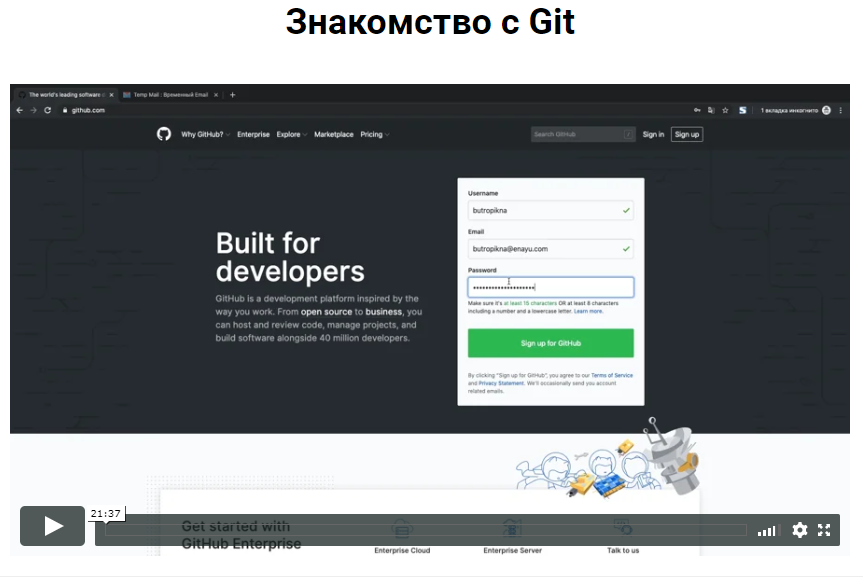 Знакомство с Git
The world's leading software d
Temp Mail : Временный Email
github.com
1 вкладка инкогнито
Why GitHub?
Enterprise
Explore
Marketplace
Pricing
Search GitHub
/
Sign in
Sign up
Built for
developers
GitHub is a development platform inspired by the
way you work. From open source to business, you
can host and review code, manage projects, and
build software alongside 40 million developers.
Username
butropikna
Email
butropikna@enayu.com
Password
Make sure it's at least 15 characters OR at least 8 characters
including a number and a lowercase letter. Learn more.
Sign up for GitHub
By clicking "Sign up for GitHub", you agree to our Terms of Service
and Privacy Statement. We'll occasionally send you account
related emails.
21:37
Get started with
GitHub Enterprise
Enterprise Cloud
Enterprise Server
Talk to us